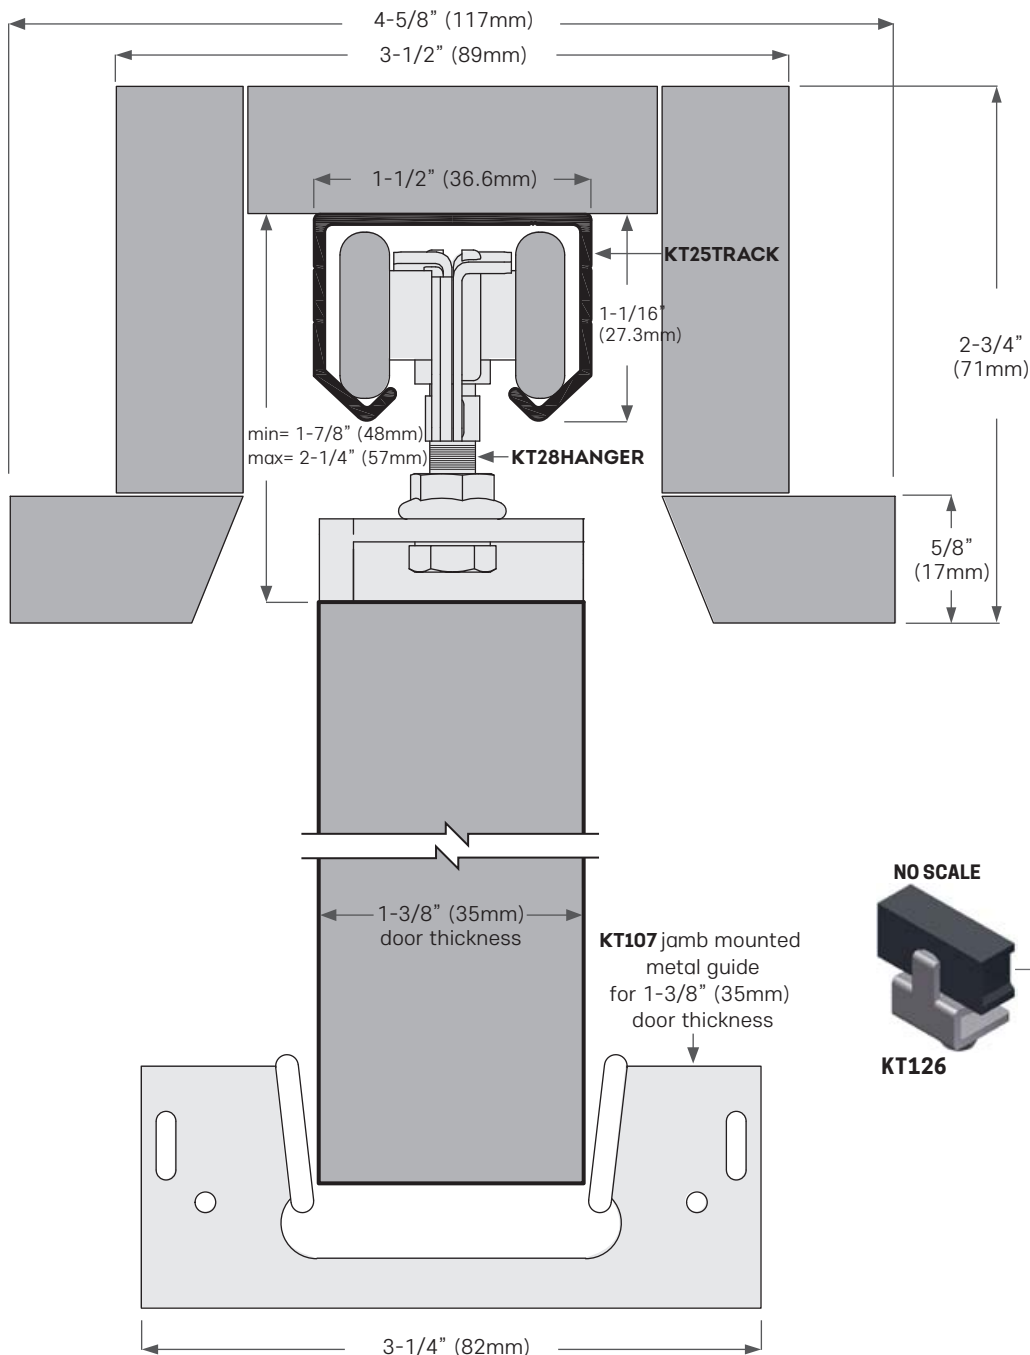 4-5/8” (117mm)
3-1/2” (89mm)
1-1/2” (36.6mm)
KT25TRACK
1-1/16”
(27.3mm)
2-3/4”
(71mm)
min= 1-7/8” (48mm)
max= 2-1/4” (57mm)
KT28HANGER
5/8”
(17mm)
1-3/8” (35mm)
door thickness
KT107 jamb mounted
metal guide
for 1-3/8” (35mm)
door thickness
NO SCALE
KT126
3-1/4” (82mm)